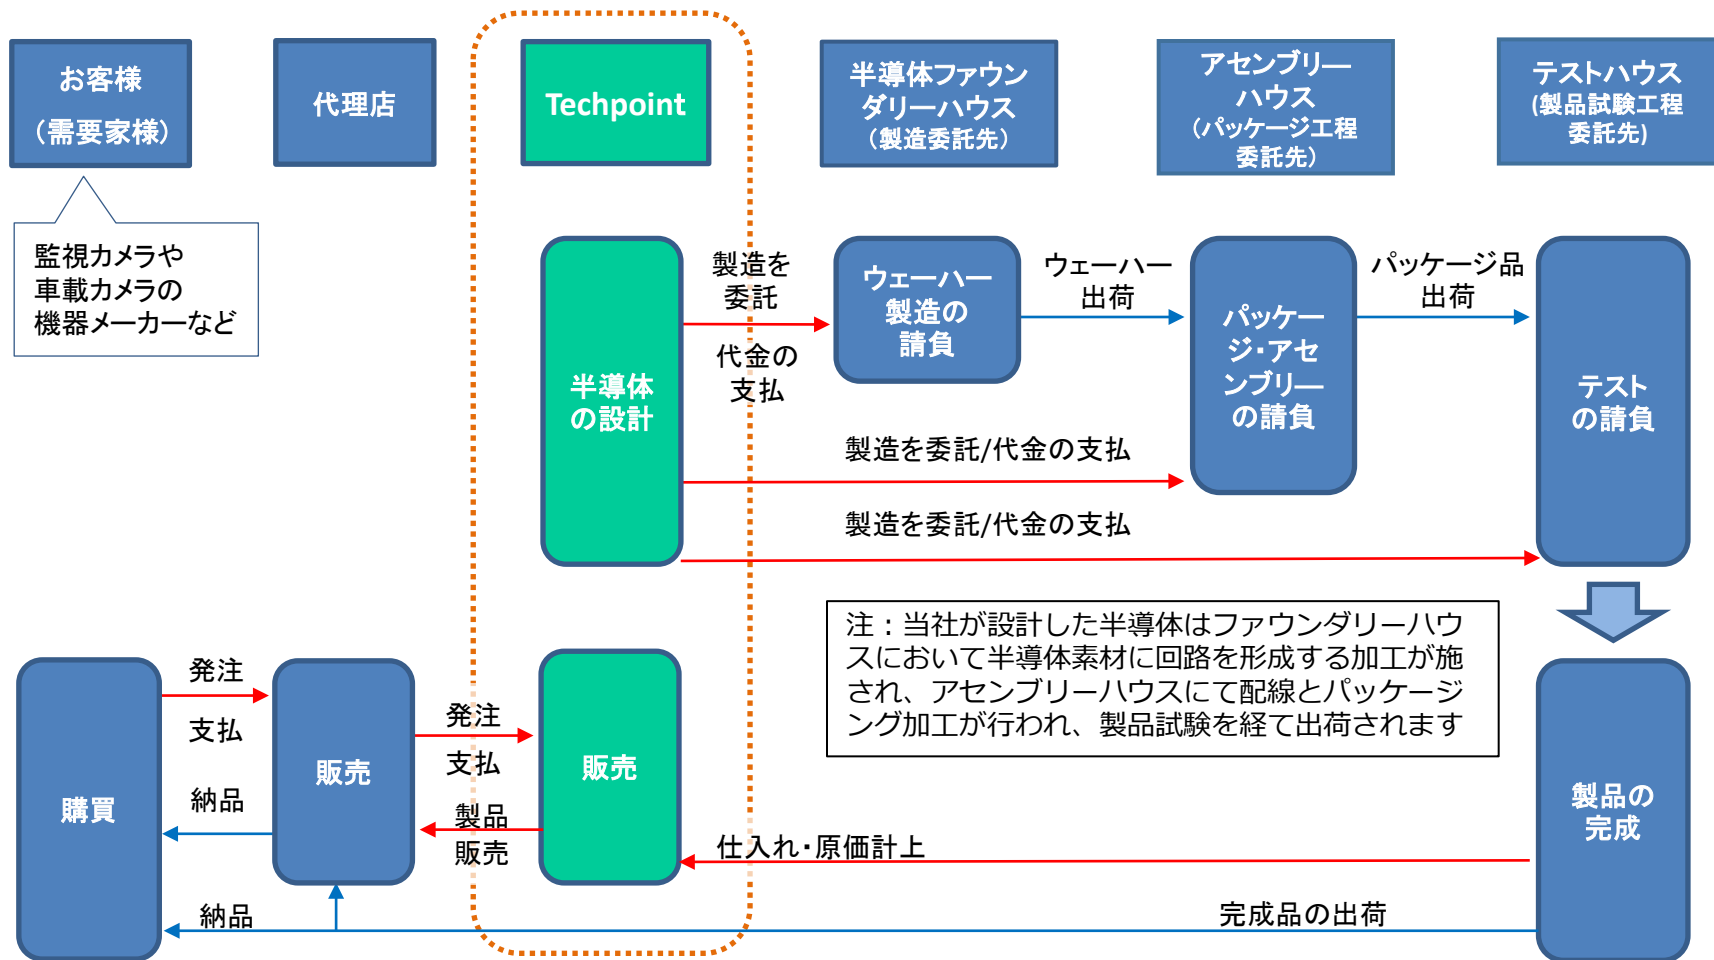 お客様
（需要家様）
代理店
Techpoint
半導体ファウン
ダリーハウス
（製造委託先）
アセンブリー
ハウス
（パッケージ工程
委託先）
テストハウス
(製品試験工程
委託先)
監視カメラや
車載カメラの
機器メーカーなど
半導体
の設計
製造を
委託
代金の
支払
ウェーハー
製造の
請負
ウェーハー
出荷
パッケー
ジ・アセ
ンブリー
の請負
パッケージ品
出荷
テスト
の請負
製造を委託/代金の支払
製造を委託/代金の支払
注：当社が設計した半導体はファウンダリーハウ
スにおいて半導体素材に回路を形成する加工が施
され、アセンブリーハウスにて配線とパッケージ
ング加工が行われ、製品試験を経て出荷されます
購買
発注
支払
納品
販売
発注
支払
製品
販売
販売
仕入れ・原価計上
製品の
完成
納品
完成品の出荷